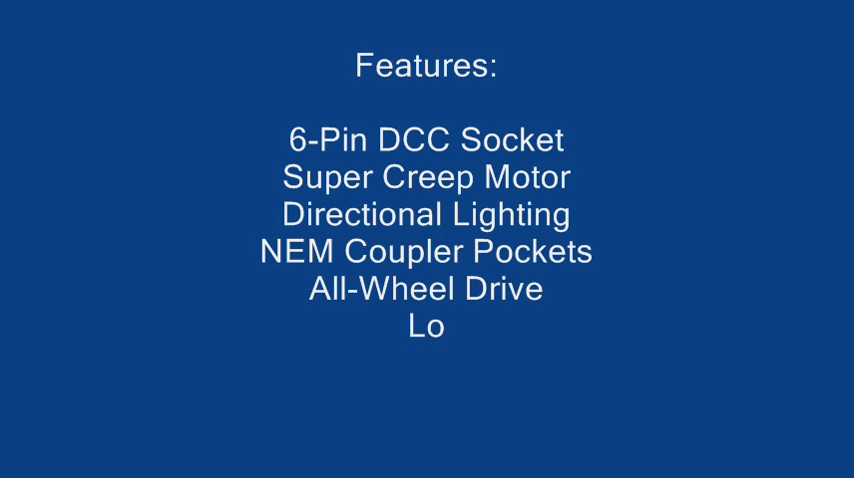 Features:
6-Pin DCC Socket
Super Creep Motor
Directional Lighting
NEM Coupler Pockets
All-Wheel Drive
Lo